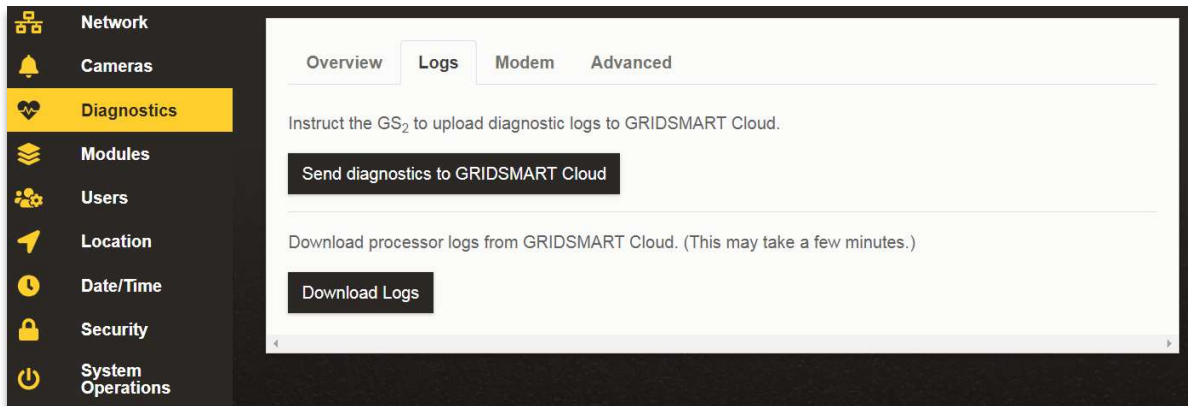 Network
Cameras
Diagnostics
Modules
Users
Location
Date/Time
Security
System
Operations
Overview Logs Modem Advanced
Instruct the GS₂ to upload diagnostic logs to GRIDSMART Cloud.
Send diagnostics to GRIDSMART Cloud
Download processor logs from GRIDSMART Cloud. (This may take a few minutes.)
Download Logs